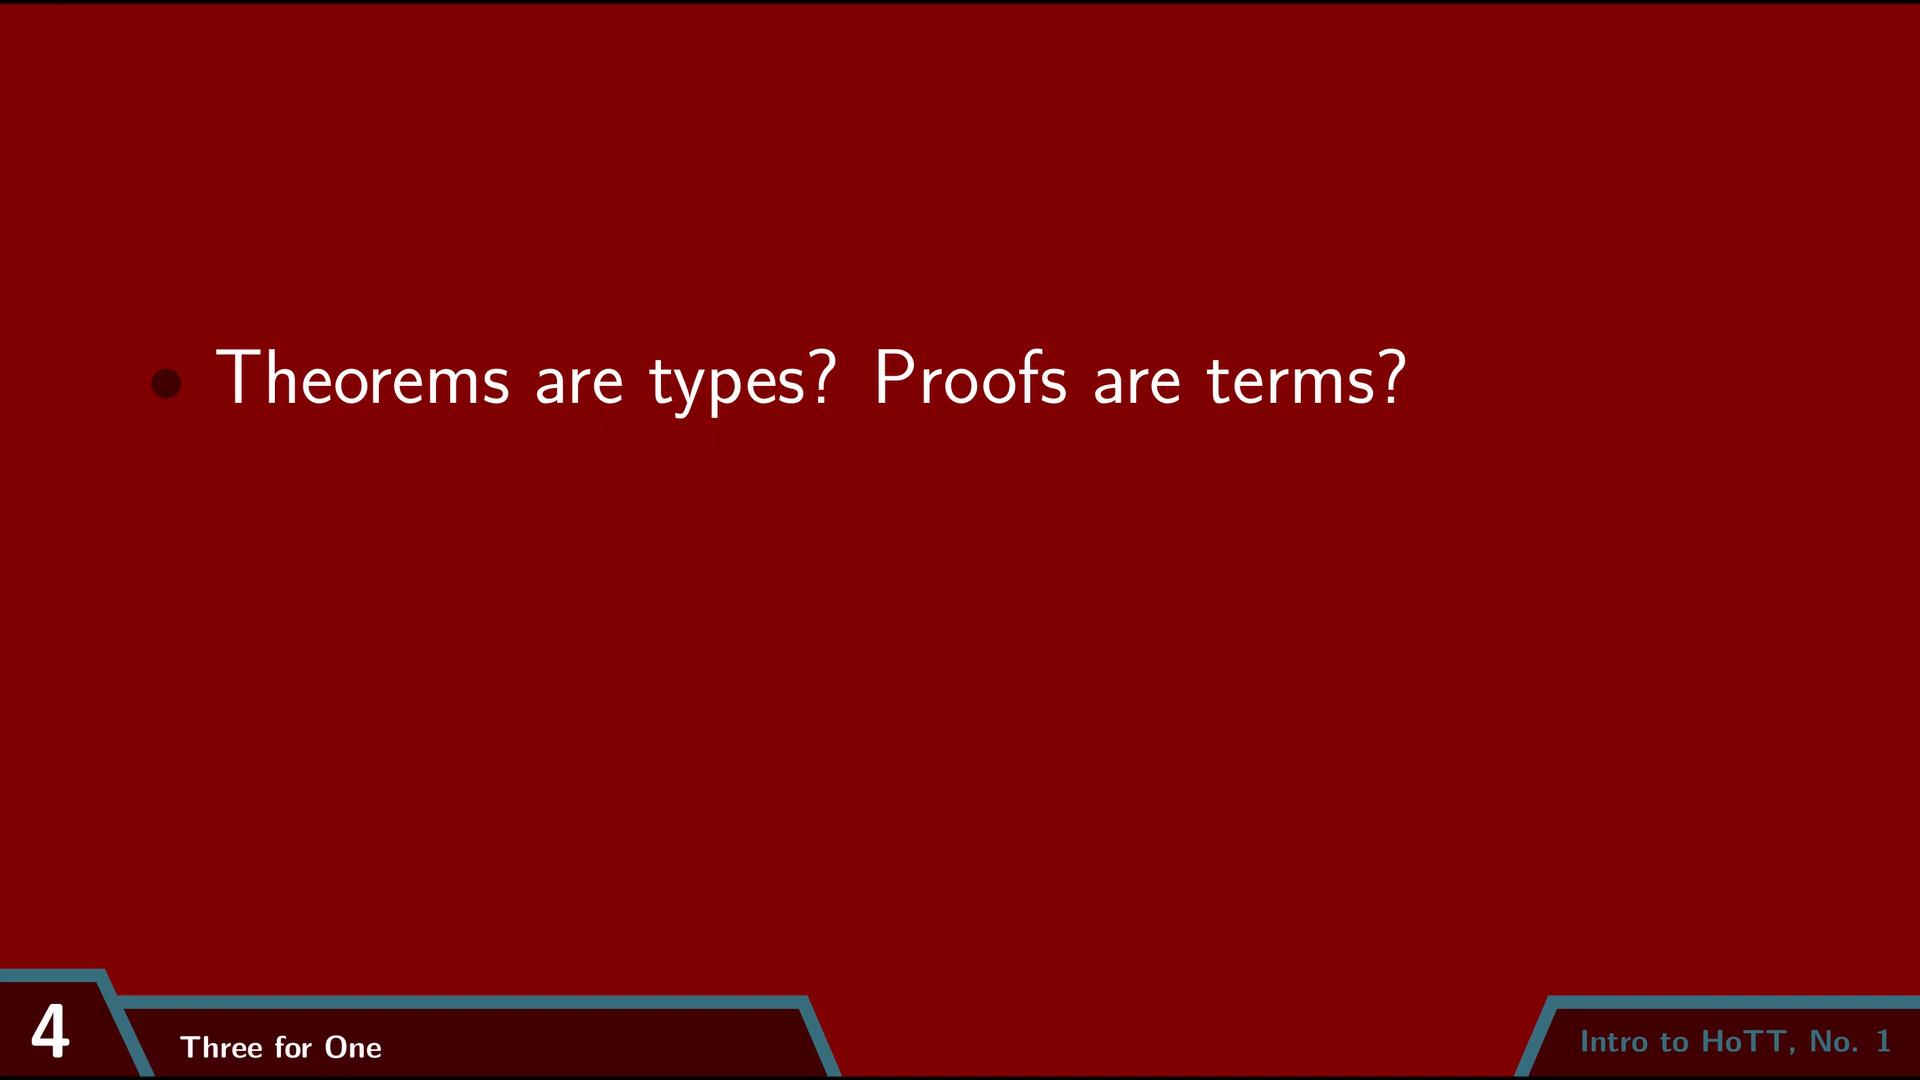 Theorems are types? Proofs are terms?
4
Three for One
Intro to HoTT, No. 1